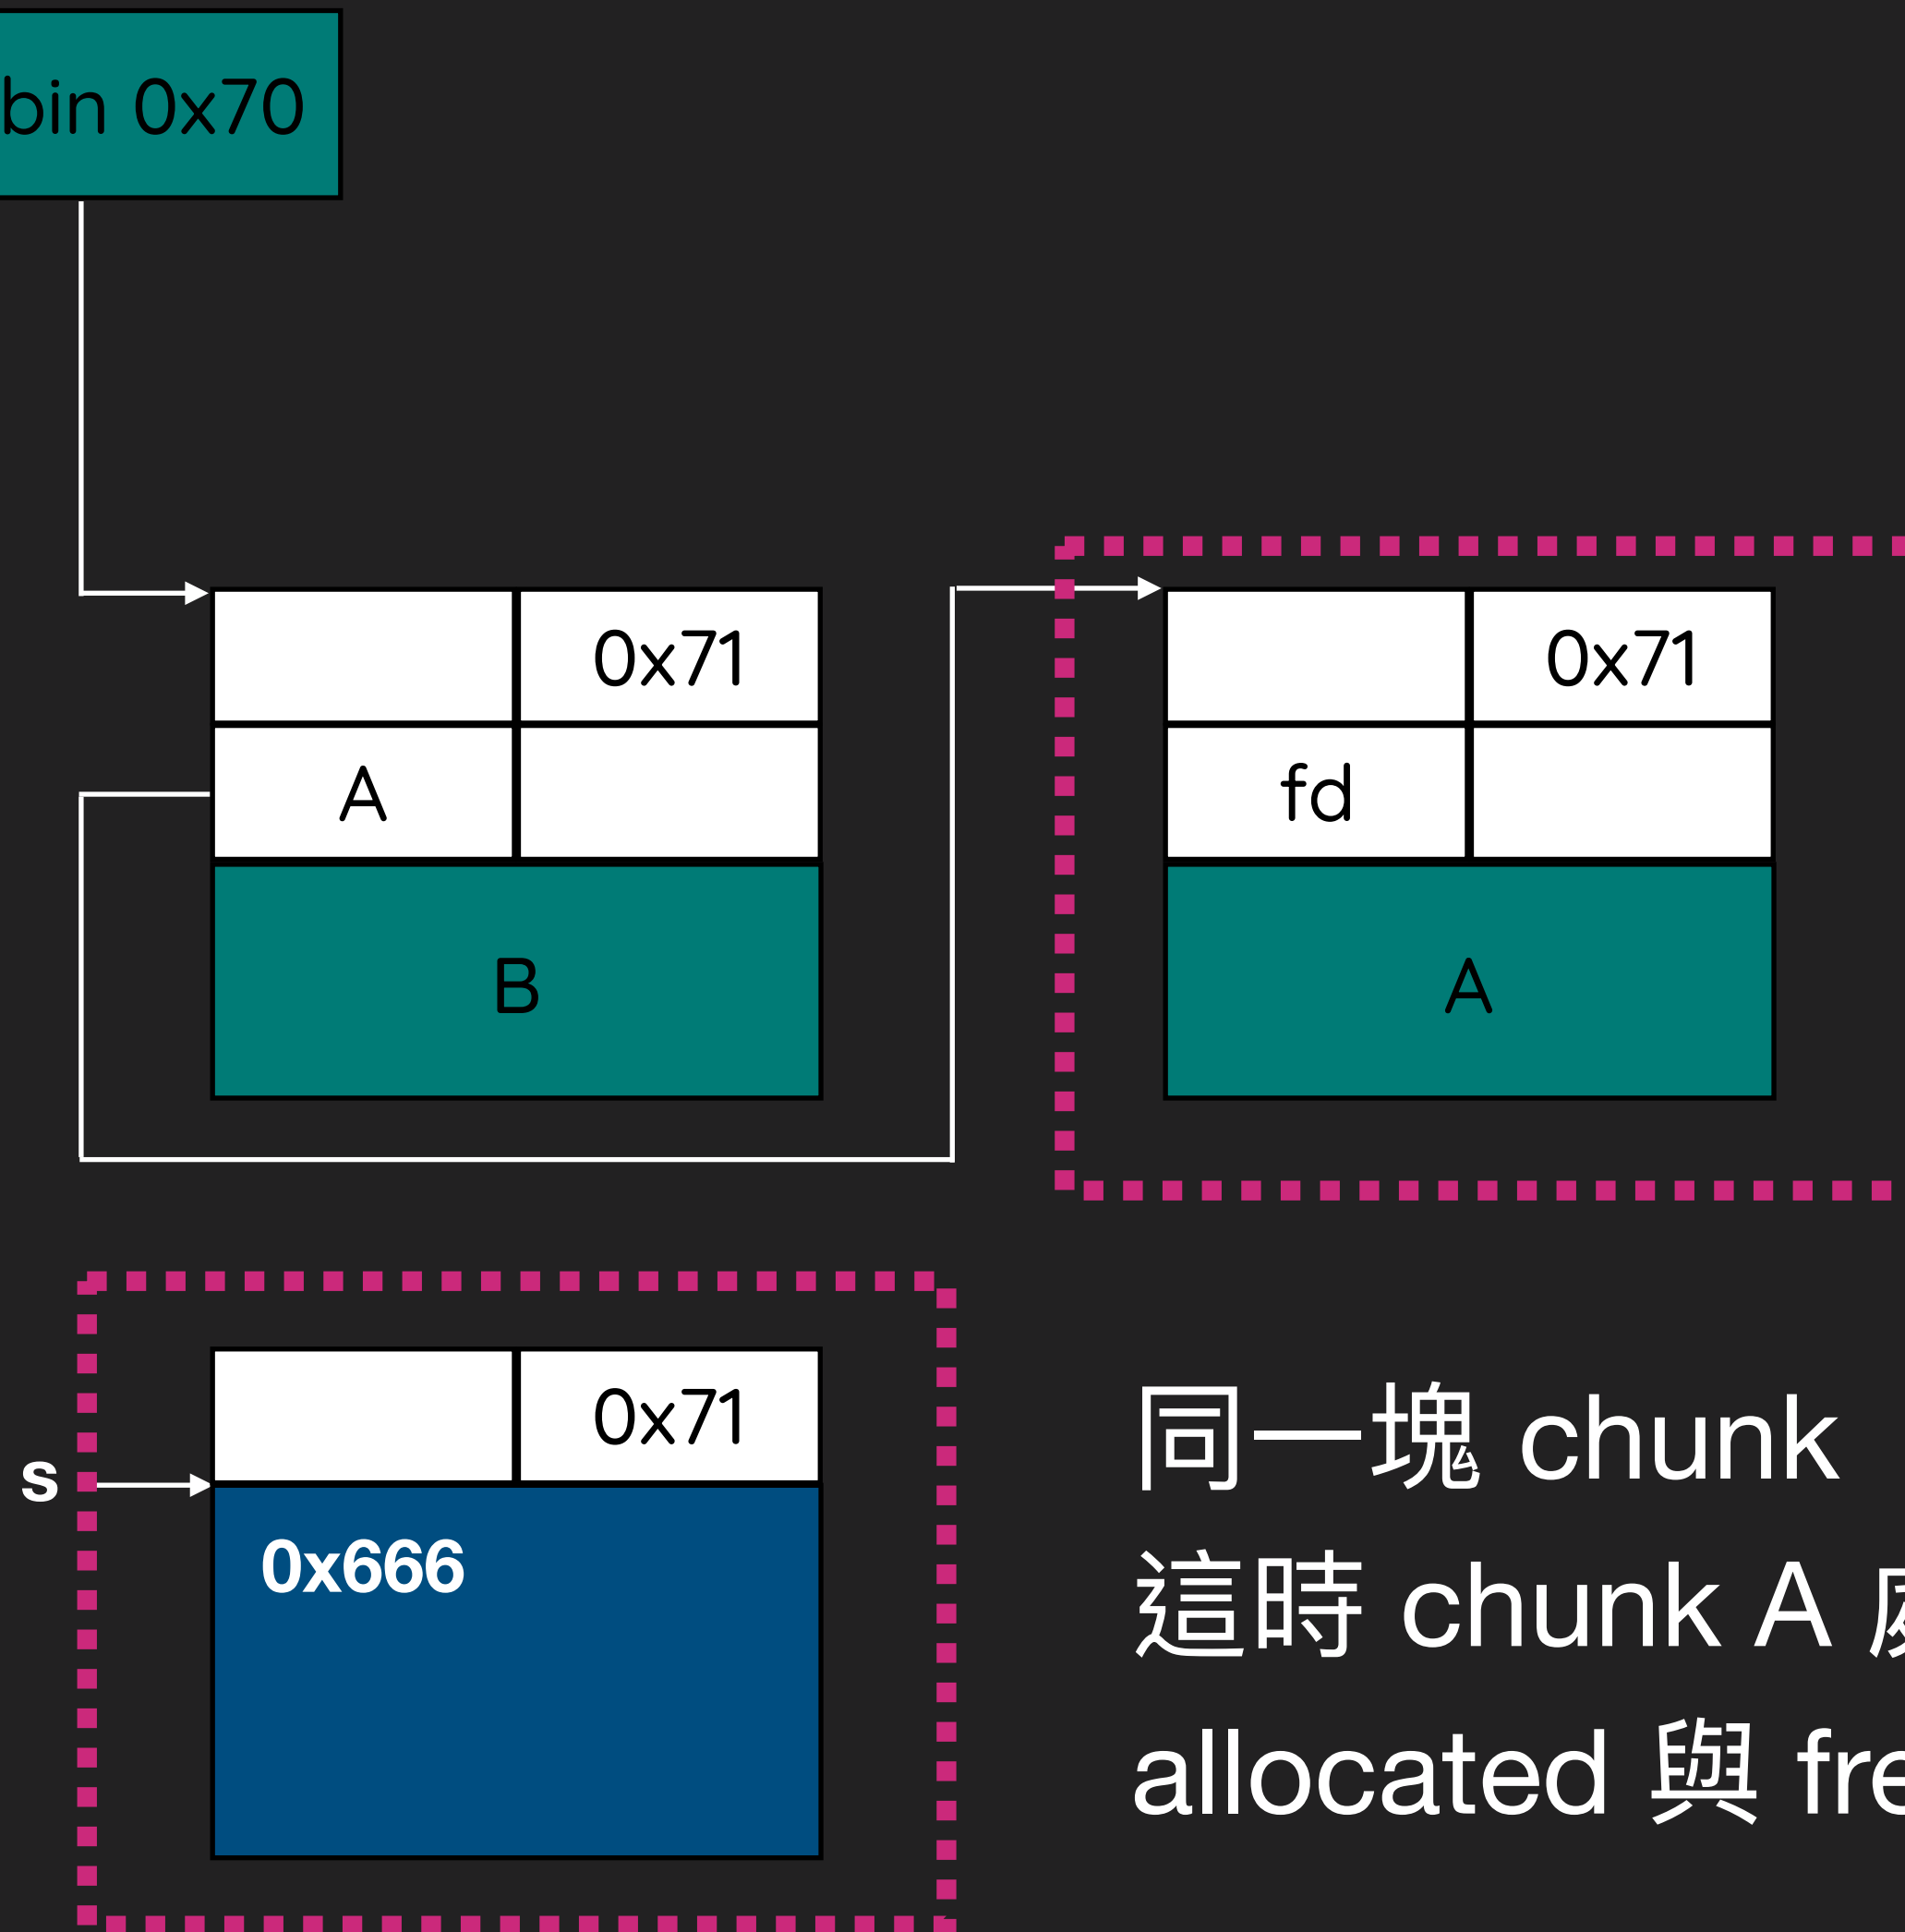 bin 0x70
0x71
A
B
0x71
fd
A
s
0x71
0x666
同一塊 chunk
這時 chunk A
allocated 與